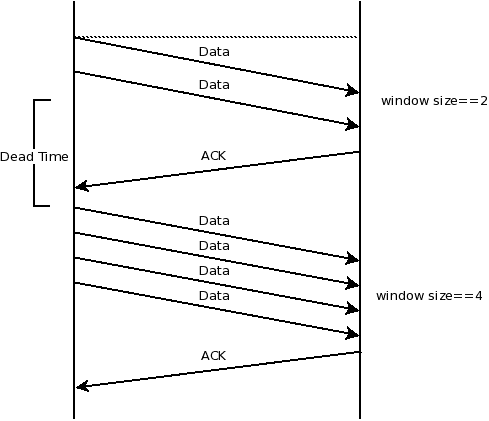 Data
Data
window size==2
Dead Time
ACK
Data
Data
Data
Data
window size==4
ACK